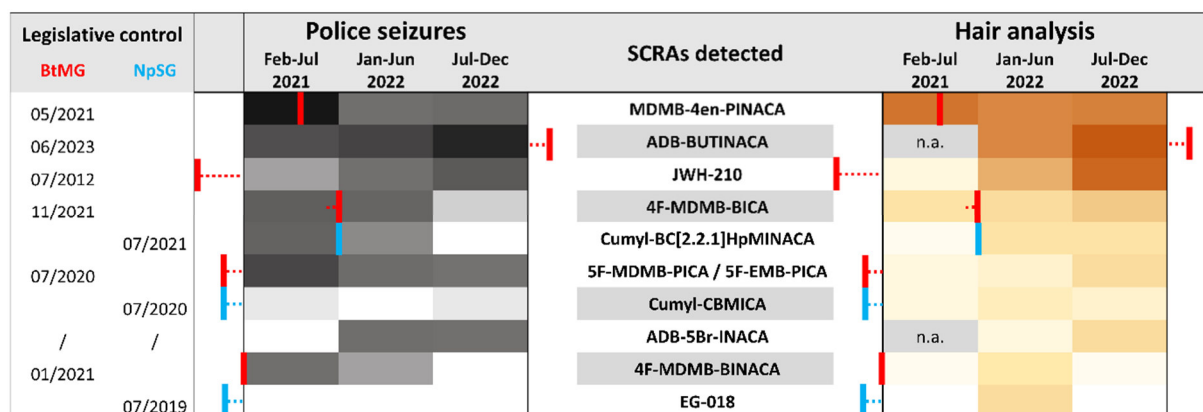 Legislative control Police seizures SCRAs detected Hair analysis
BtMG NpSG Feb-Jul 2021 Jan-Jun 2022 Jul-Dec 2022 Feb-Jul 2021 Jan-Jun 2022 Jul-Dec 2022
05/2021 MDMB-4en-PINACA
06/2023 ADB-BUTINACA n.a.
07/2012 JWH-210
11/2021 4F-MDMB-BICA
07/2021 Cumyl-BC[2.2.1]HpMINACA
07/2020 5F-MDMB-PICA / 5F-EMB-PICA
07/2020 Cumyl-CBMICA
/ / ADB-5Br-INACA n.a.
01/2021 4F-MDMB-BINACA
07/2019 EG-018